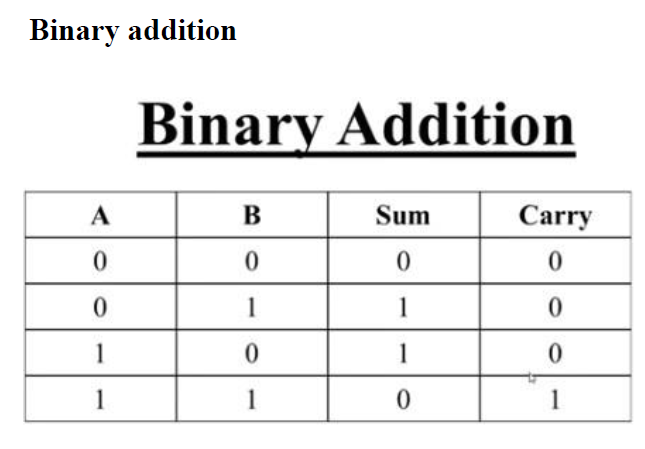 Binary addition
Binary Addition
A B Sum Carry
0 0 0 0
0 1 1 0
1 0 1 0
1 1 0 1